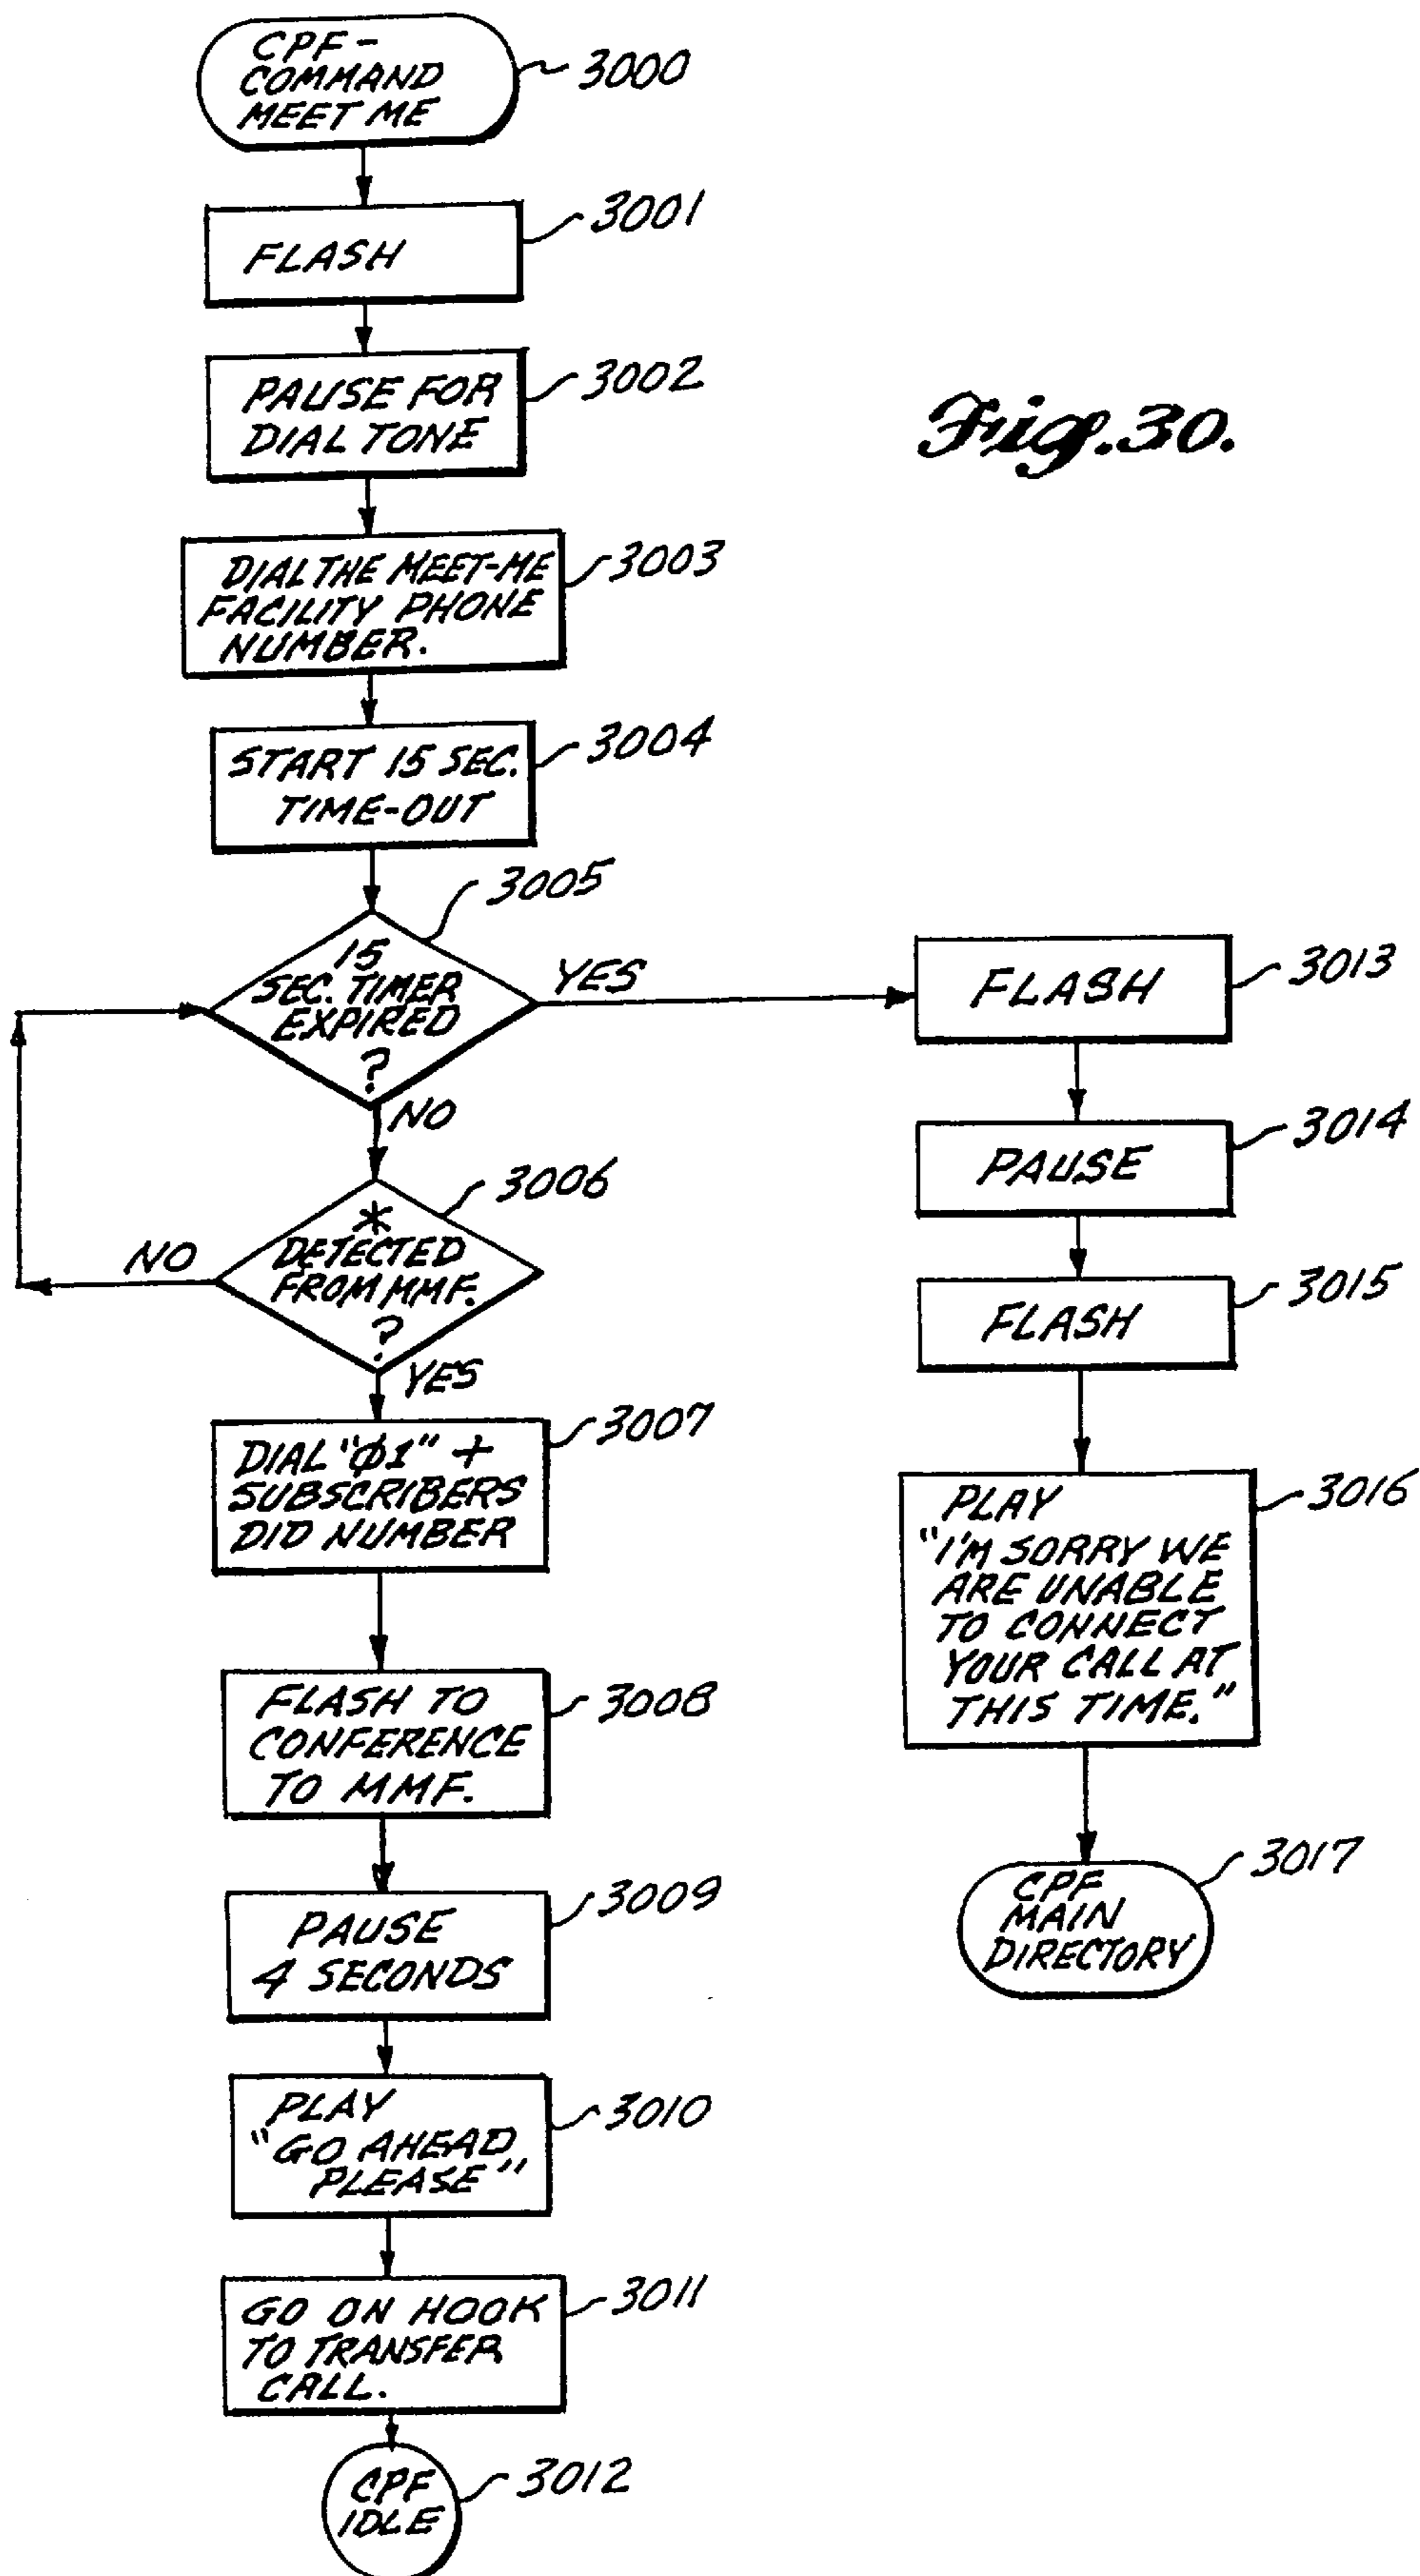 CPF-
COMMAND
MEET ME
3000
FLASH
3001
PAUSE FOR
DIAL TONE
3002
Fig. 30.
DIAL THE MEET-ME
FACILITY PHONE
NUMBER.
3003
START 15 SEC.
TIME-OUT
3004
15
SEC. TIMER
EXPIRED
?
3005
YES
NO
*
DETECTED
FROM MMF.
?
3006
NO
YES
DIAL "φ1" +
SUBSCRIBERS
DID NUMBER
3007
FLASH TO
CONFERENCE
TO MMF.
3008
PAUSE
4 SECONDS
3009
PLAY
"GO AHEAD
PLEASE"
3010
GO ON HOOK
TO TRANSFER
CALL.
3011
CPF
IDLE
3012
FLASH
3013
PAUSE
3014
FLASH
3015
PLAY
"I'M SORRY WE
ARE UNABLE
TO CONNECT
YOUR CALL AT
THIS TIME."
3016
CPF
MAIN
DIRECTORY
3017